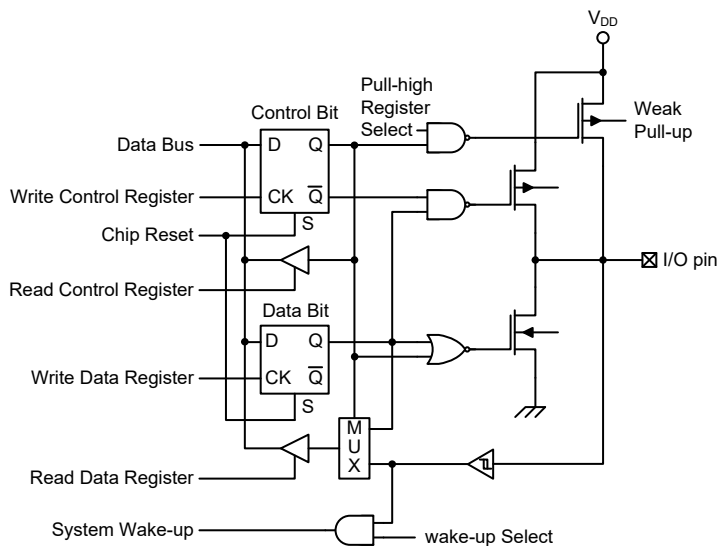 VDD
Pull-high
Register
Select
Weak
Pull-up
Control Bit
Data Bus
D
Q
Write Control Register
CK
Q
Chip Reset
S
I/O pin
Read Control Register
Data Bit
D
Q
Write Data Register
CK
Q
S
M
U
X
Read Data Register
System Wake-up
wake-up Select